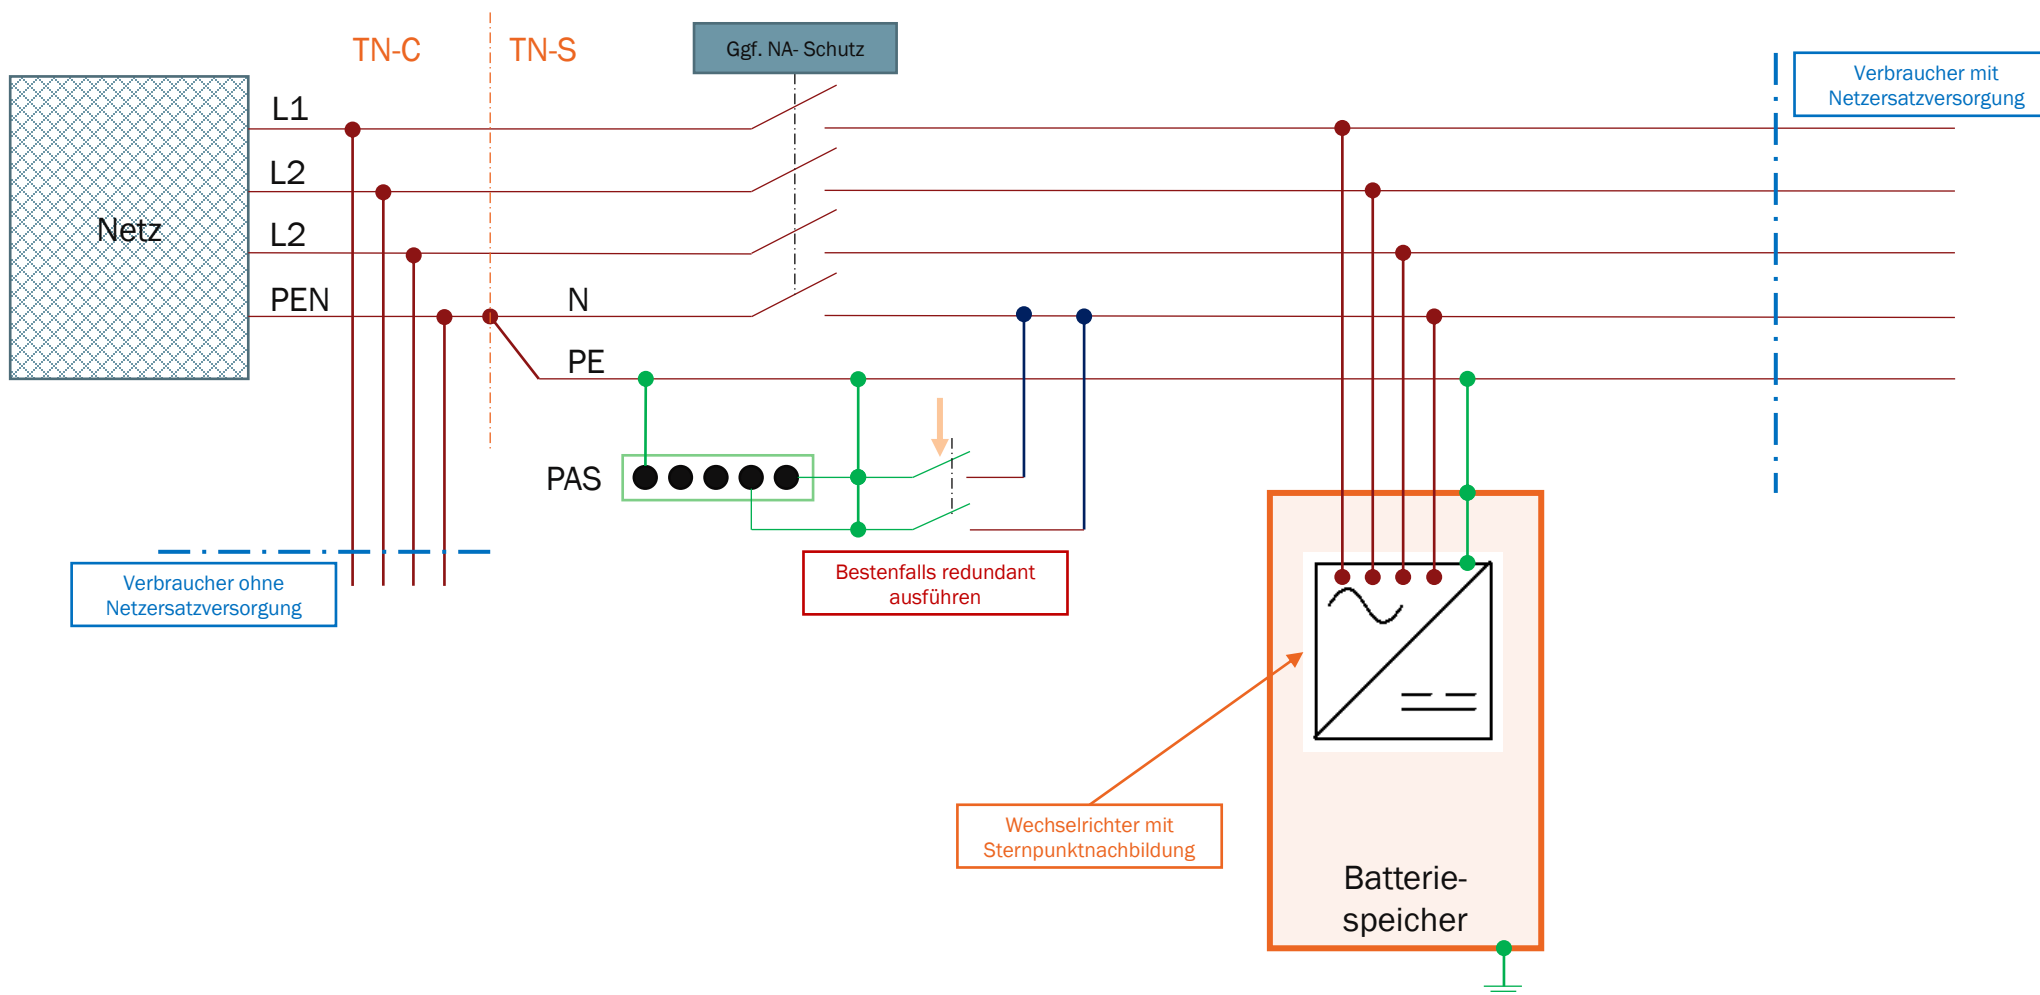 TN-C
TN-S
Ggf. NA- Schutz
Verbraucher mit
Netzersatzversorgung
L1
L2
Netz
L2
PEN
N
PE
PAS
Verbraucher ohne
Netzersatzversorgung
Bestenfalls redundant
ausführen
Wechselrichter mit
Sternpunktnachbildung
Batterie-
speicher